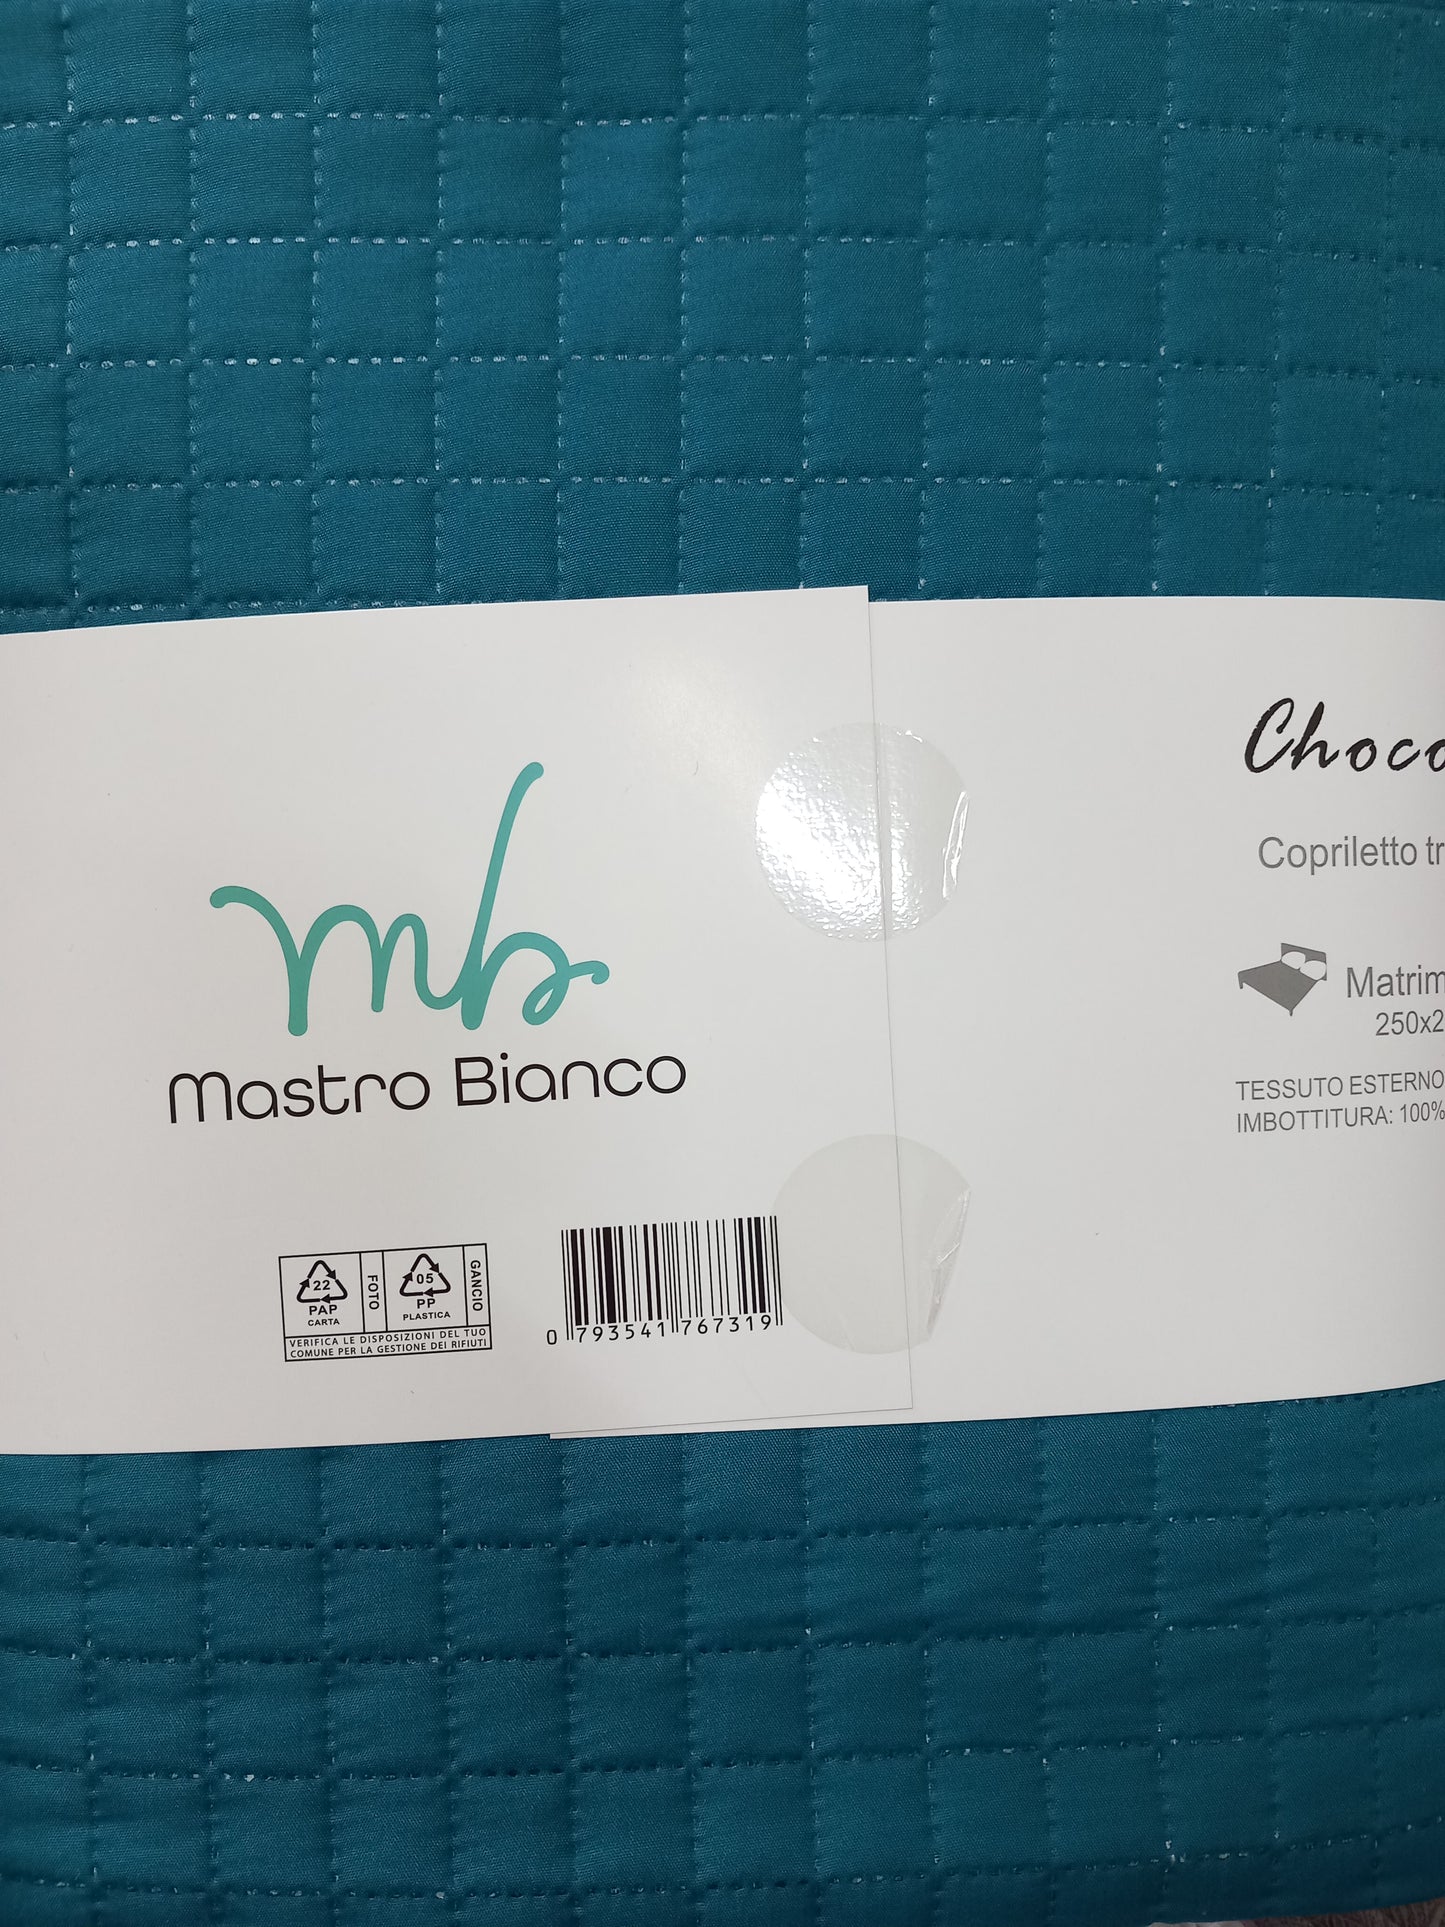 mb
Mastro Bianco
22
PAP
CARTA
FOTO
05
PP
PLASTICA
GANCIO
VERIFICA LE DISPOSIZIONI DEL TUO
COMUNE PER LA GESTIONE DEI RIFIUTI
0 793541 767319
Choco
Copriletto tr
Matrim
250x2
TESSUTO ESTERNO
IMBOTTITURA: 100%